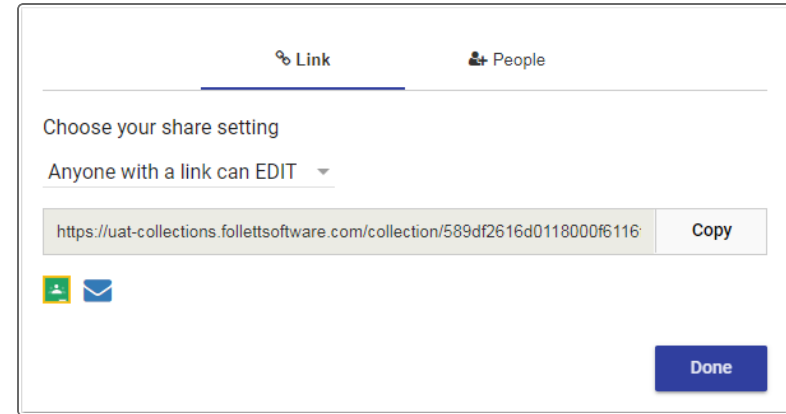 Link
People
Choose your share setting
Anyone with a link can EDIT
https://uat-collections.follettsoftware.com/collection/589df2616d0118000f6116
Copy
Done